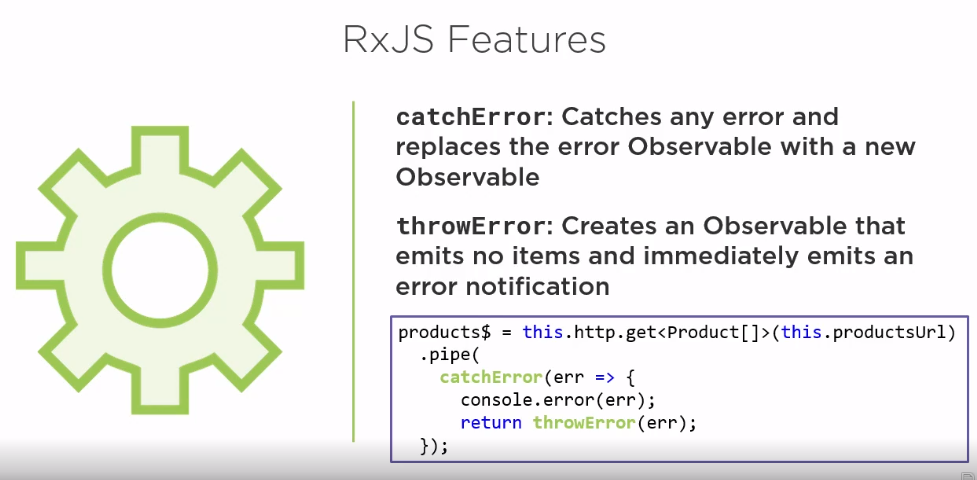 RxJS Features
catchError: Catches any error and
replaces the error Observable with a new
Observable
throwError: Creates an Observable that
emits no items and immediately emits an
error notification
products$ = this.http.get<Product[]>(this.productsUrl)
  .pipe(
    catchError(err => {
      console.error(err);
      return throwError(err);
  });